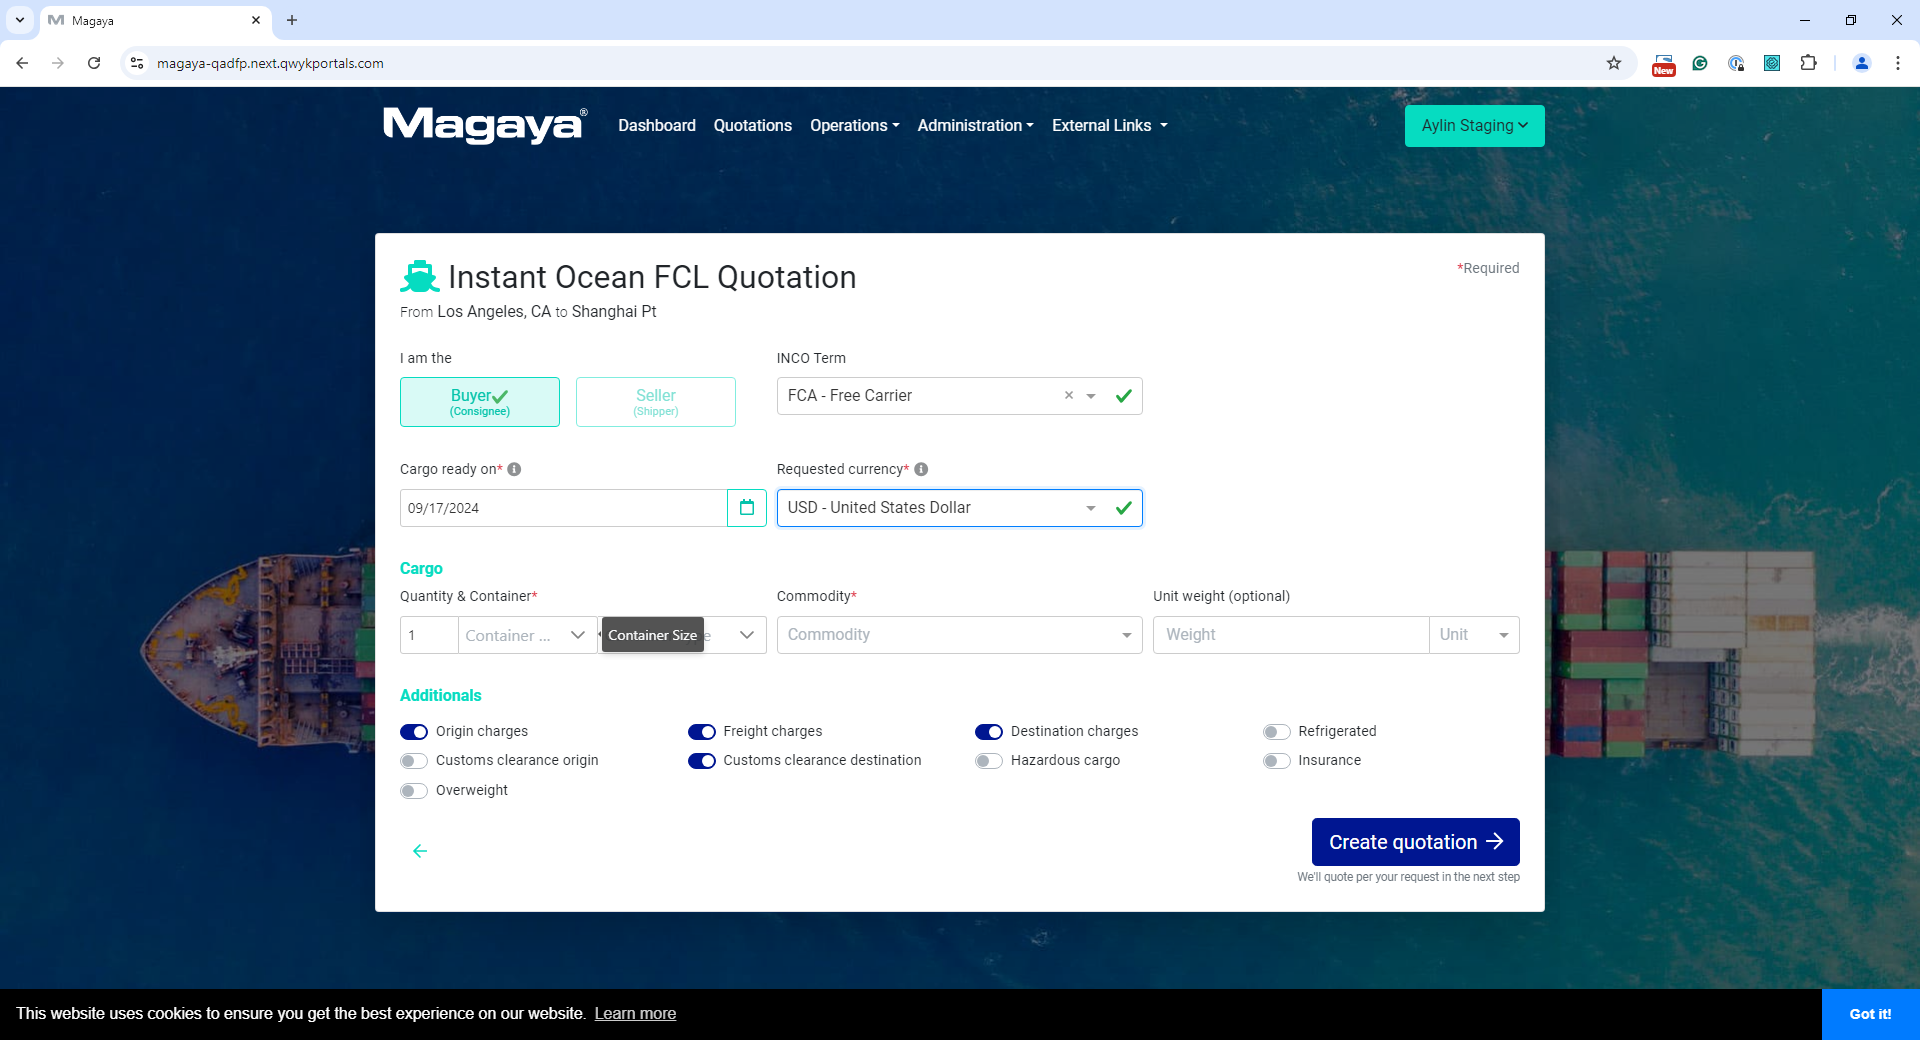 Magaya
magaya-qadfp.next.qwykportals.com
New
Magaya®
Dashboard
Quotations
Operations
Administration
External Links
Aylin Staging
Instant Ocean FCL Quotation
*Required
From Los Angeles, CA to Shanghai Pt
I am the
INCO Term
Buyer
(Consignee)
Seller
(Shipper)
FCA - Free Carrier
Cargo ready on*
Requested currency*
09/17/2024
USD - United States Dollar
Cargo
Quantity & Container*
Commodity*
Unit weight (optional)
1
Container ...
Container Size
e
Commodity
Weight
Unit
Additionals
Origin charges
Freight charges
Destination charges
Refrigerated
Customs clearance origin
Customs clearance destination
Hazardous cargo
Insurance
Overweight
Create quotation
We'll quote per your request in the next step
This website uses cookies to ensure you get the best experience on our website. Learn more
Got it!